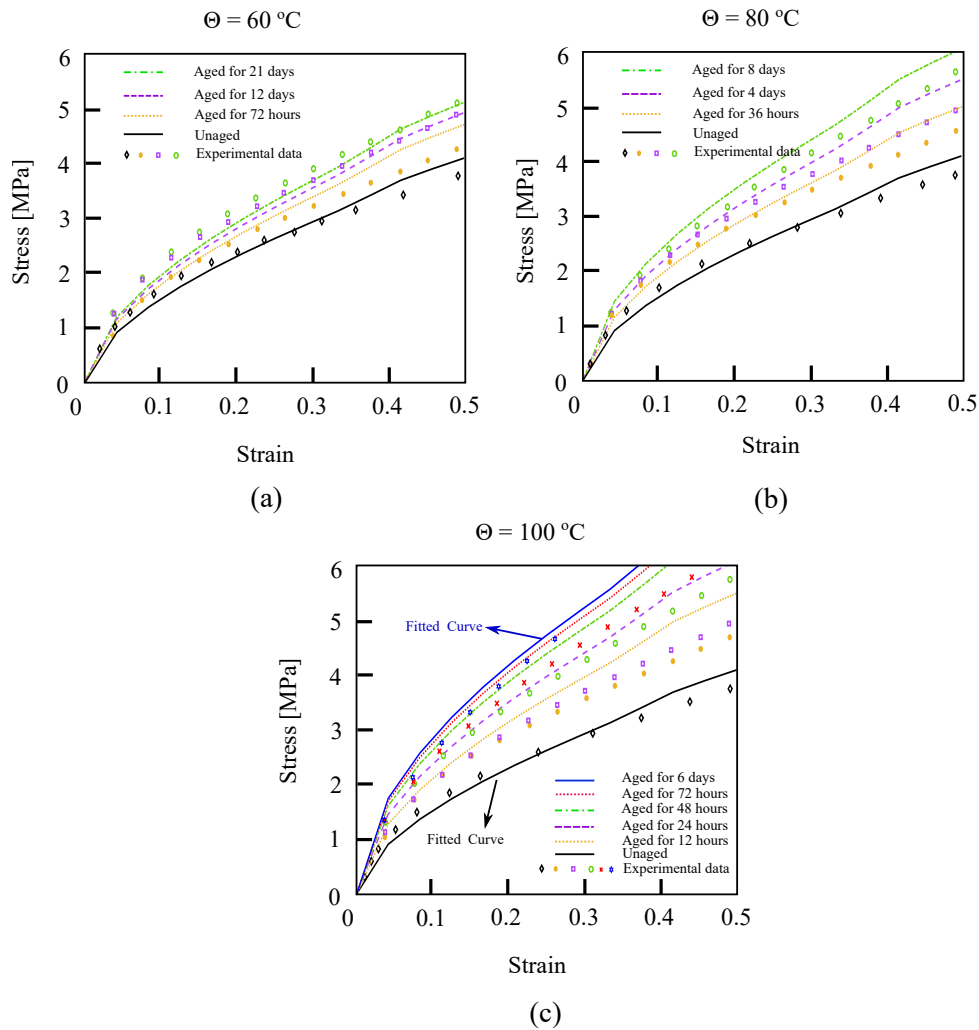 Θ = 60 ºC
6
5
4
3
2
1
0
Stress [MPa]
Aged for 21 days
Aged for 12 days
Aged for 72 hours
Unaged
Experimental data
0
0.1
0.2
0.3
0.4
0.5
Strain
(a)
Θ = 80 ºC
6
5
4
3
2
1
0
Stress [MPa]
Aged for 8 days
Aged for 4 days
Aged for 36 hours
Unaged
Experimental data
0
0.1
0.2
0.3
0.4
0.5
Strain
(b)
Θ = 100 ºC
6
5
4
3
2
1
0
Stress [MPa]
Fitted Curve
Fitted Curve
Aged for 6 days
Aged for 72 hours
Aged for 48 hours
Aged for 24 hours
Aged for 12 hours
Unaged
Experimental data
0
0.1
0.2
0.3
0.4
0.5
Strain
(c)